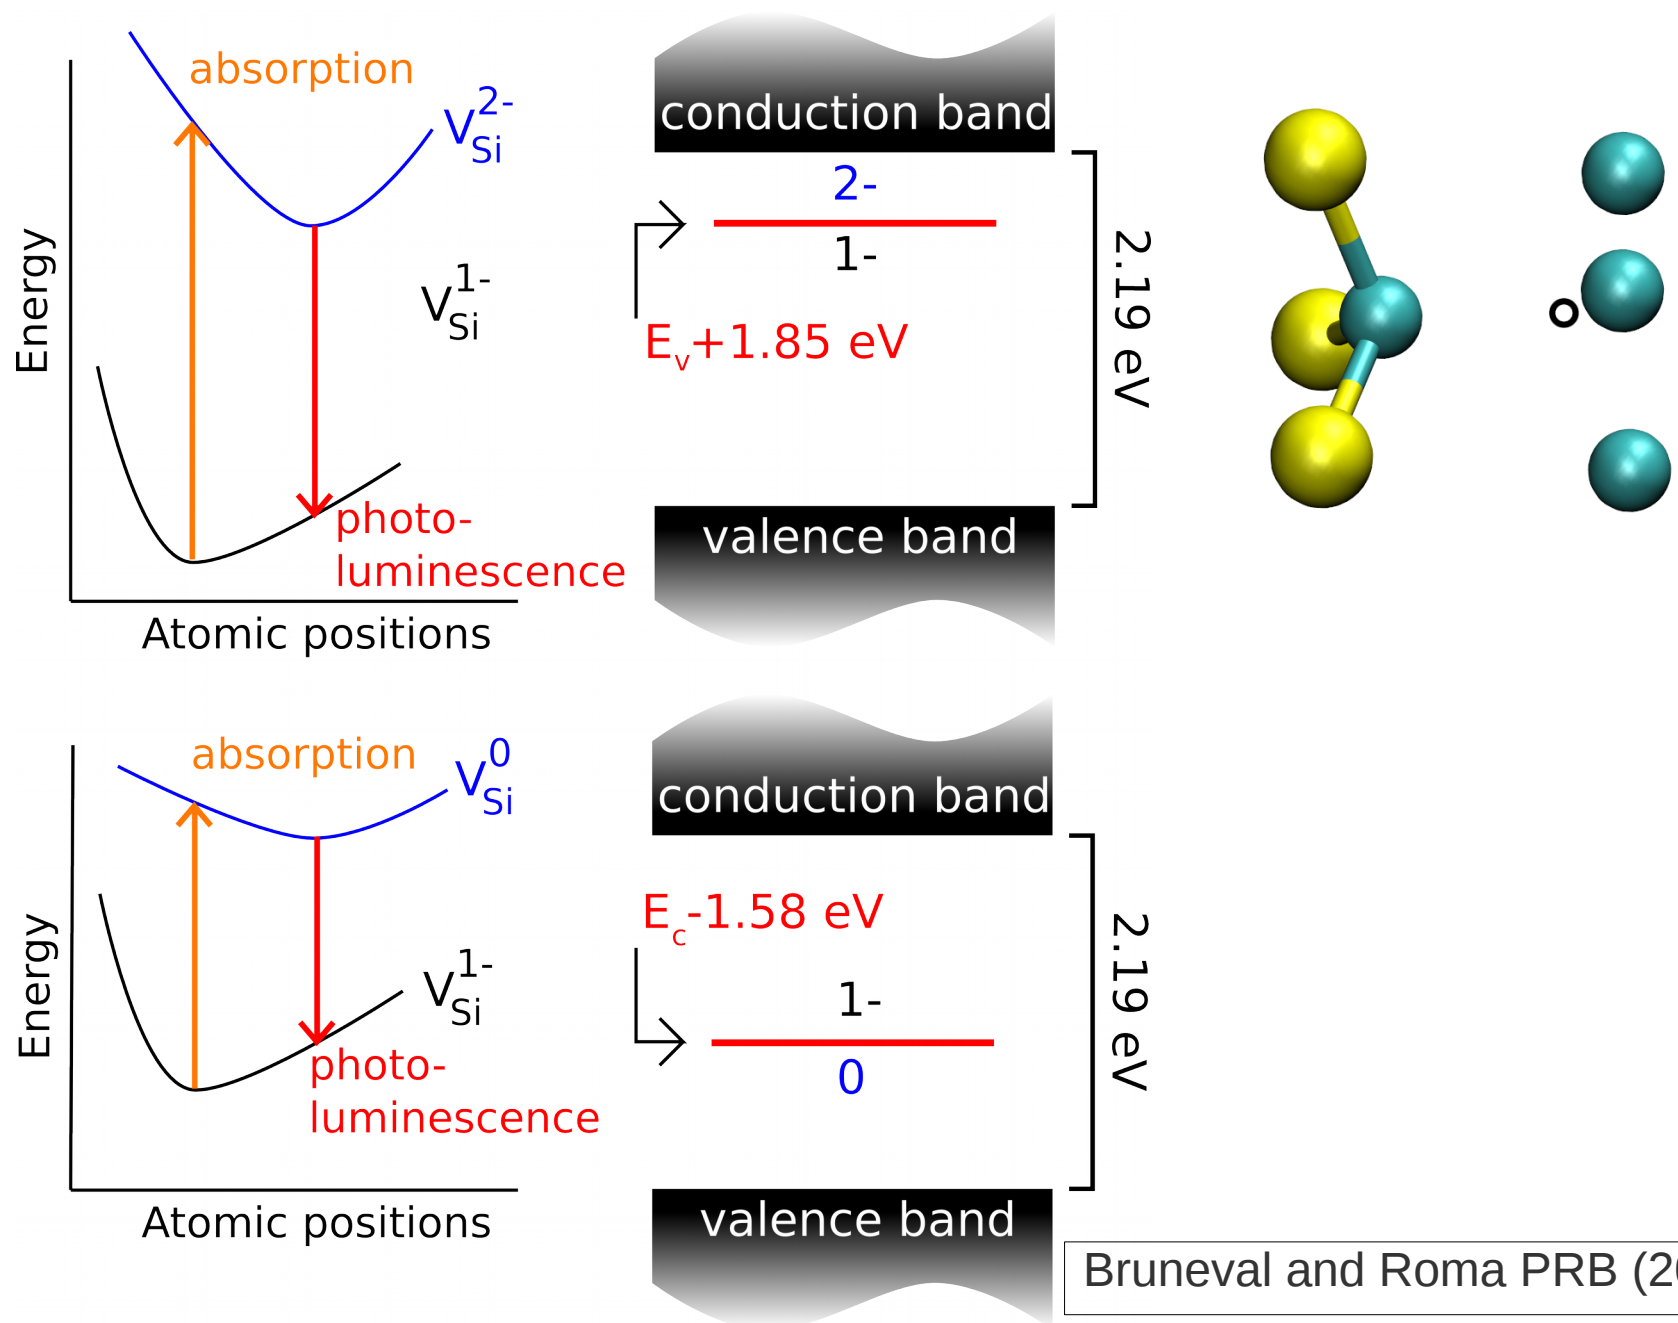 absorption
V2-Si
V1-Si
Energy
photo-
luminescence
Atomic positions
conduction band
2-
1-
Ev+1.85 eV
2.19 eV
valence band
absorption
V0Si
V1-Si
Energy
photo-
luminescence
Atomic positions
conduction band
Ec-1.58 eV
1-
0
2.19 eV
valence band
Bruneval and Roma PRB